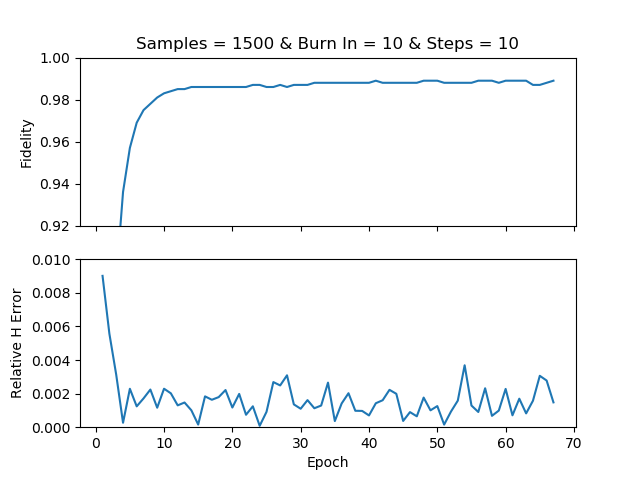 Samples = 1500 & Burn In = 10 & Steps = 10
1.00
0.98
0.96
0.94
0.92
Fidelity
0.010
0.008
0.006
0.004
0.002
0.000
Relative H Error
0 10 20 30 40 50 60 70
Epoch